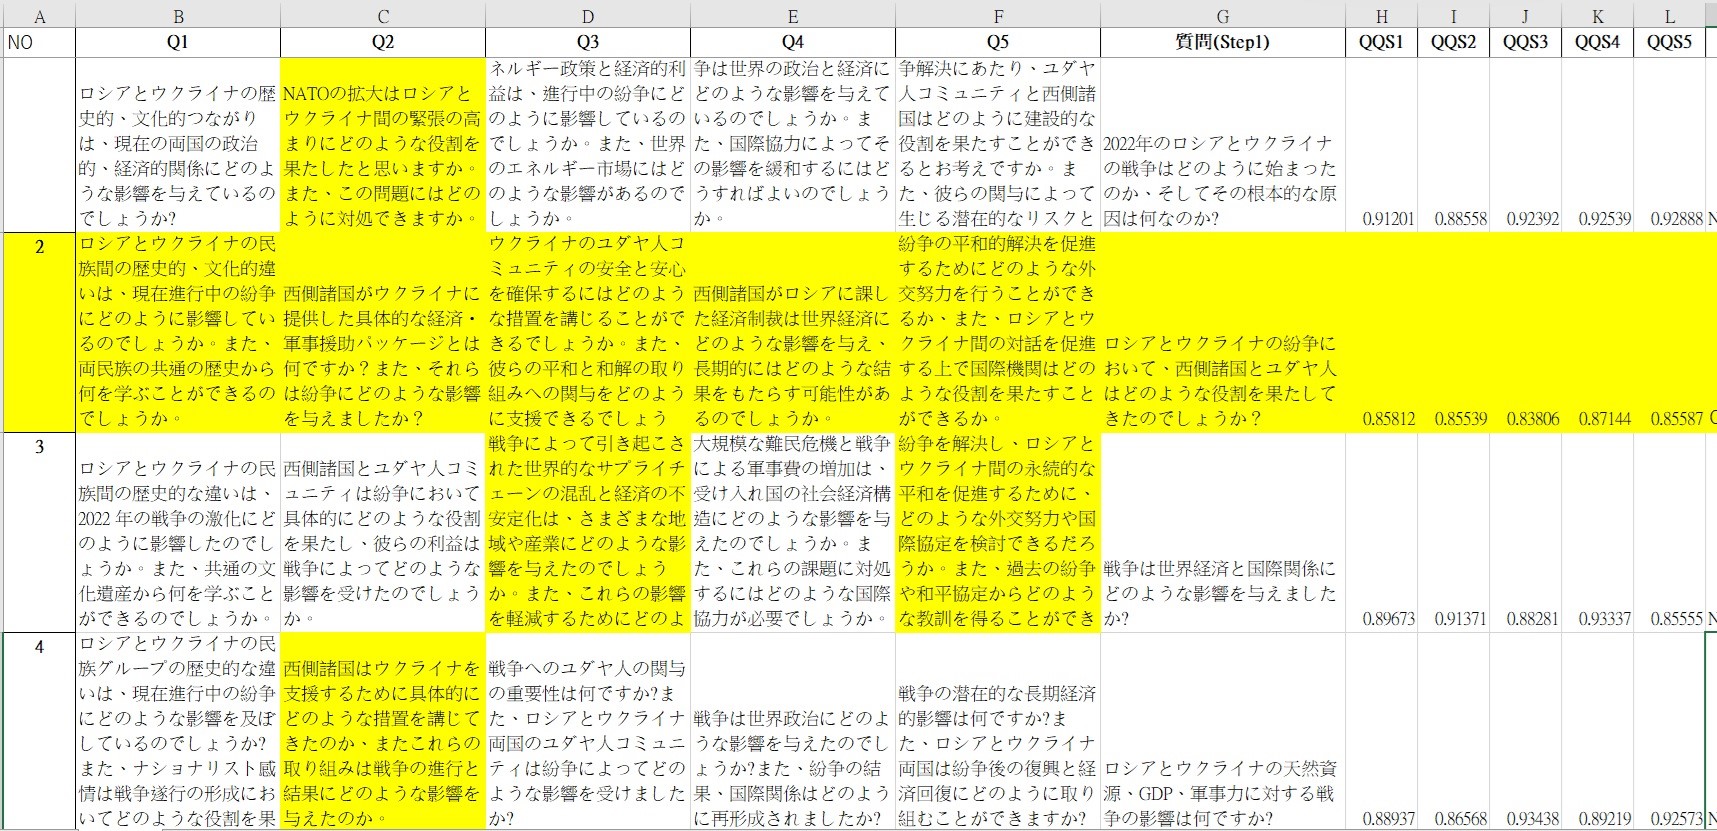 A
B
C
D
E
F
G
H
I
J
K
L
NO
Q1
Q2
Q3
Q4
Q5
質問(Step1)
QQS1
QQS2
QQS3
QQS4
QQS5
ロシアとウクライナの歴
史的、文化的つながり
は、現在の両国の政治
的、経済的関係にどのよ
うな影響を与えているの
でしょうか?
NATOの拡大はロシアと
ウクライナ間の緊張の高
まりにどのような役割を
果たしたと思いますか。
また、この問題にはどの
ように対処できますか。
ネルギー政策と経済的利
益は、進行中の紛争にど
のように影響しているの
でしょうか。また、世界
のエネルギー市場にはど
のような影響があるので
しょうか。
争は世界の政治と経済に
どのような影響を与えて
いるのでしょうか。ま
た、国際協力によってそ
の影響を緩和するにはど
うすればよいのでしょう
か。
争解決にあたり、ユダヤ
人コミュニティと西側諸
国はどのように建設的な
役割を果たすことができ
るとお考えですか。ま
た、彼らの関与によって
生じる潜在的なリスクと
2022年のロシアとウクライナ
の戦争はどのように始まった
のか、そしてその根本的な原
因は何なのか?
0.91201
0.88558
0.92392
0.92539
0.92888
2
ロシアとウクライナの民
族間の歴史的、文化的違
いは、現在進行中の紛争
にどのように影響してい
るのでしょうか。また、
両民族の共通の歴史から
何を学ぶことができるの
でしょうか。
西側諸国がウクライナに
提供した具体的な経済・
軍事援助パッケージとは
何ですか？また、それら
は紛争にどのような影響
を与えましたか？
ウクライナのユダヤ人コ
ミュニティの安全と安心
を確保するにはどのよう
な措置を講じることがで
きるでしょうか。また、
彼らの平和と和解の取り
組みへの関与をどのよう
に支援できるでしょう
西側諸国がロシアに課し
た経済制裁は世界経済に
どのような影響を与え、
長期的にはどのような結
果をもたらす可能性があ
るのでしょうか。
紛争の平和的解決を促進
するためにどのような外
交努力を行うことができ
るか、また、ロシアとウ
クライナ間の対話を促進
する上で国際機関はどの
ような役割を果たすこと
ができるか。
ロシアとウクライナの紛争に
おいて、西側諸国とユダヤ人
はどのような役割を果たして
きたのでしょうか？
0.85812
0.85539
0.83806
0.87144
0.85587
3
ロシアとウクライナの民
族間の歴史的な違いは、
2022 年の戦争の激化にど
のように影響したのでし
ょうか。また、共通の文
化遺産から何を学ぶこと
ができるのでしょうか。
西側諸国とユダヤ人コミ
ュニティは紛争において
具体的にどのような役割
を果たし、彼らの利益は
戦争によってどのような
影響を受けたのでしょう
か。
戦争によって引き起こさ
れた世界的なサプライチ
ェーンの混乱と経済の不
安定化は、さまざまな地
域や産業にどのような影
響を与えたのでしょう
か。また、これらの影響
を軽減するためにどのよ
大規模な難民危機と戦争
による軍事費の増加は、
受け入れ国の社会経済構
造にどのような影響を与
えたのでしょうか。ま
た、これらの課題に対処
するにはどのような国際
協力が必要でしょうか。
紛争を解決し、ロシアと
ウクライナ間の永続的な
平和を促進するために、
どのような外交努力や国
際協定を検討できるだろ
うか。また、過去の紛争
や和平協定からどのよう
な教訓を得ることができ
戦争は世界経済と国際関係に
どのような影響を与えました
か?
0.89673
0.91371
0.88281
0.93337
0.85555
4
ロシアとウクライナの民
族グループの歴史的な違
いは、現在進行中の紛争
にどのような影響を及ぼ
しているのでしょうか?
また、ナショナリスト感
情は戦争遂行の形成にお
いてどのような役割を果
西側諸国はウクライナを
支援するために具体的に
どのような措置を講じて
きたのか、またこれらの
取り組みは戦争の進行と
結果にどのような影響を
与えたのか。
戦争へのユダヤ人の関与
の重要性は何ですか?ま
た、ロシアとウクライナ
両国のユダヤ人コミュニ
ティは紛争によってどの
ような影響を受けました
か?
戦争は世界政治にどのよ
うな影響を与えたのでし
ょうか?また、紛争の結
果、国際関係はどのよう
に再形成されましたか?
戦争の潜在的な長期経済
的影響は何ですか?ま
た、ロシアとウクライナ
両国は紛争後の復興と経
済回復にどのように取り
組むことができますか?
ロシアとウクライナの天然資
源、GDP、軍事力に対する戦
争の影響は何ですか?
0.88937
0.86568
0.93438
0.89219
0.92573